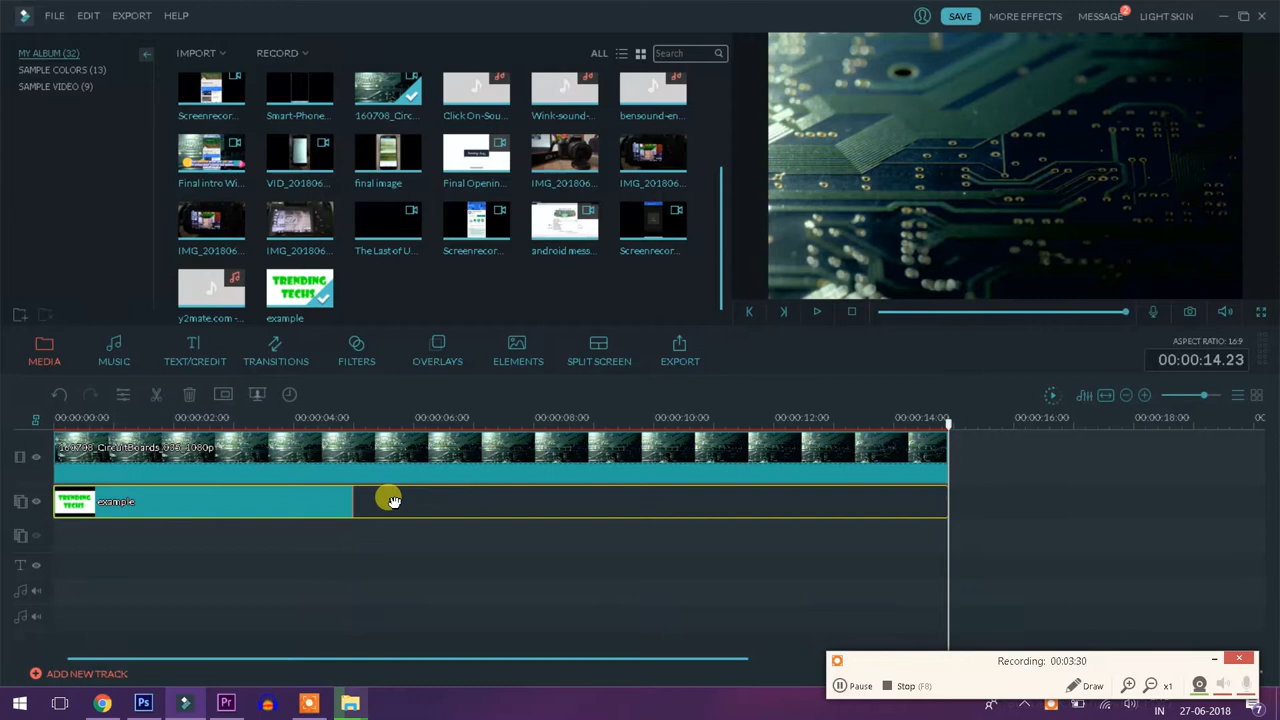 FILE EDIT EXPORT HELP SAVE MORE EFFECTS MESSAGE 2 LIGHT SKIN
MY ALBUM (32) IMPORT RECORD ALL Search
SAMPLE COLORS (13)
SAMPLE VIDEO (9)
Screenrecor... Smart-Phone... 160708_Circ... Click On-Sou... Wink-sound-... bensound-en...
Final intro Wi... VID_201806... final image Final Openin... IMG_201806... IMG_201806...
IMG_201806... IMG_201806... The Last of U... Screenrecor... android mess... Screenrecor...
TRENDING
TECHS
y2mate.com -... example
MEDIA MUSIC TEXT/CREDIT TRANSITIONS FILTERS OVERLAYS ELEMENTS SPLIT SCREEN EXPORT
ASPECT RATIO: 16:9
00:00:14.23
00:00:00:00 00:00:02:00 00:00:04:00 00:00:06:00 00:00:08:00 00:00:10:00 00:00:12:00 00:00:14:00 00:00:16:00 00:00:18:00
TRENDING
TECHS
example
T
ADD NEW TRACK
Recording: 00:03:30
Pause Stop (F8) Draw x1
Ps Pr IN 27-06-2018 7